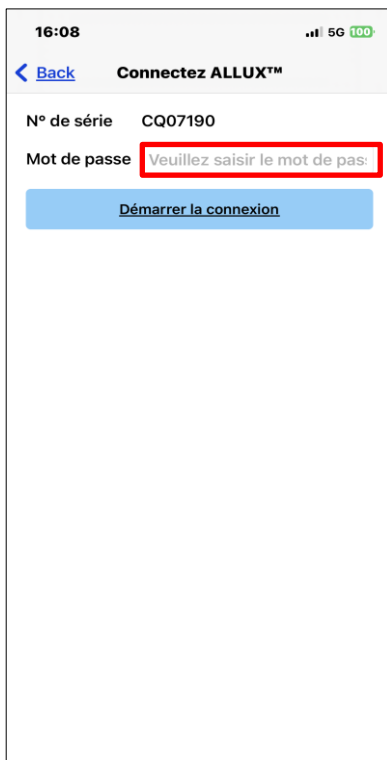 16:08 5G 100
Back Connectez ALLUX™
N° de série CQ07190
Mot de passe Veuillez saisir le mot de pas
Démarrer la connexion